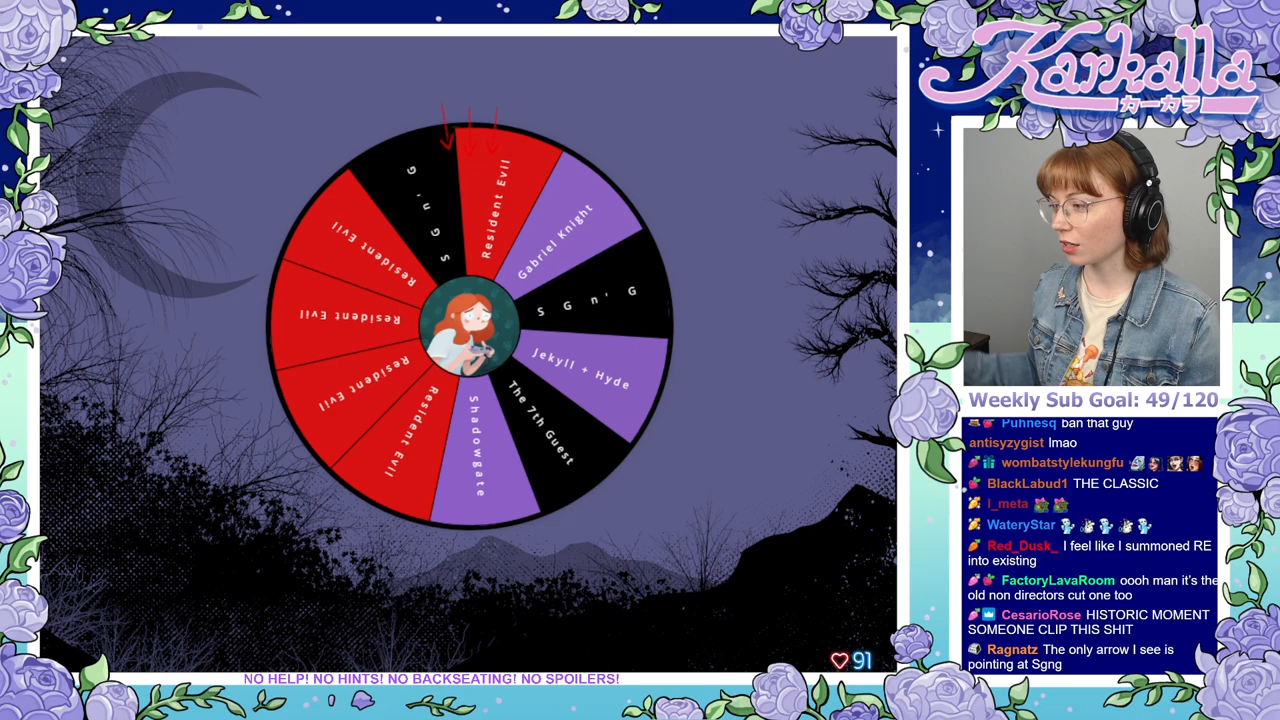 Karkalla
カーカラ
Resident Evil
Gabriel Knight
S G n' G
Jekyll + Hyde
The 7th Guest
Shadowgate
Resident Evil
Resident Evil
Resident Evil
Resident Evil
S G n' G
91
NO HELP! NO HINTS! NO BACKSEATING! NO SPOILERS!
Weekly Sub Goal: 49/120
Puhnesq ban that guy
antisyzygist lmao
wombatstylekungfu
BlackLabud1 THE CLASSIC
l_meta
WateryStar
Red_Dusk_ I feel like I summoned RE
into existing
FactoryLavaRoom oooh man it's the
old non directors cut one too
CesarioRose HISTORIC MOMENT
SOMEONE CLIP THIS SHIT
Ragnatz The only arrow I see is
pointing at Sgng